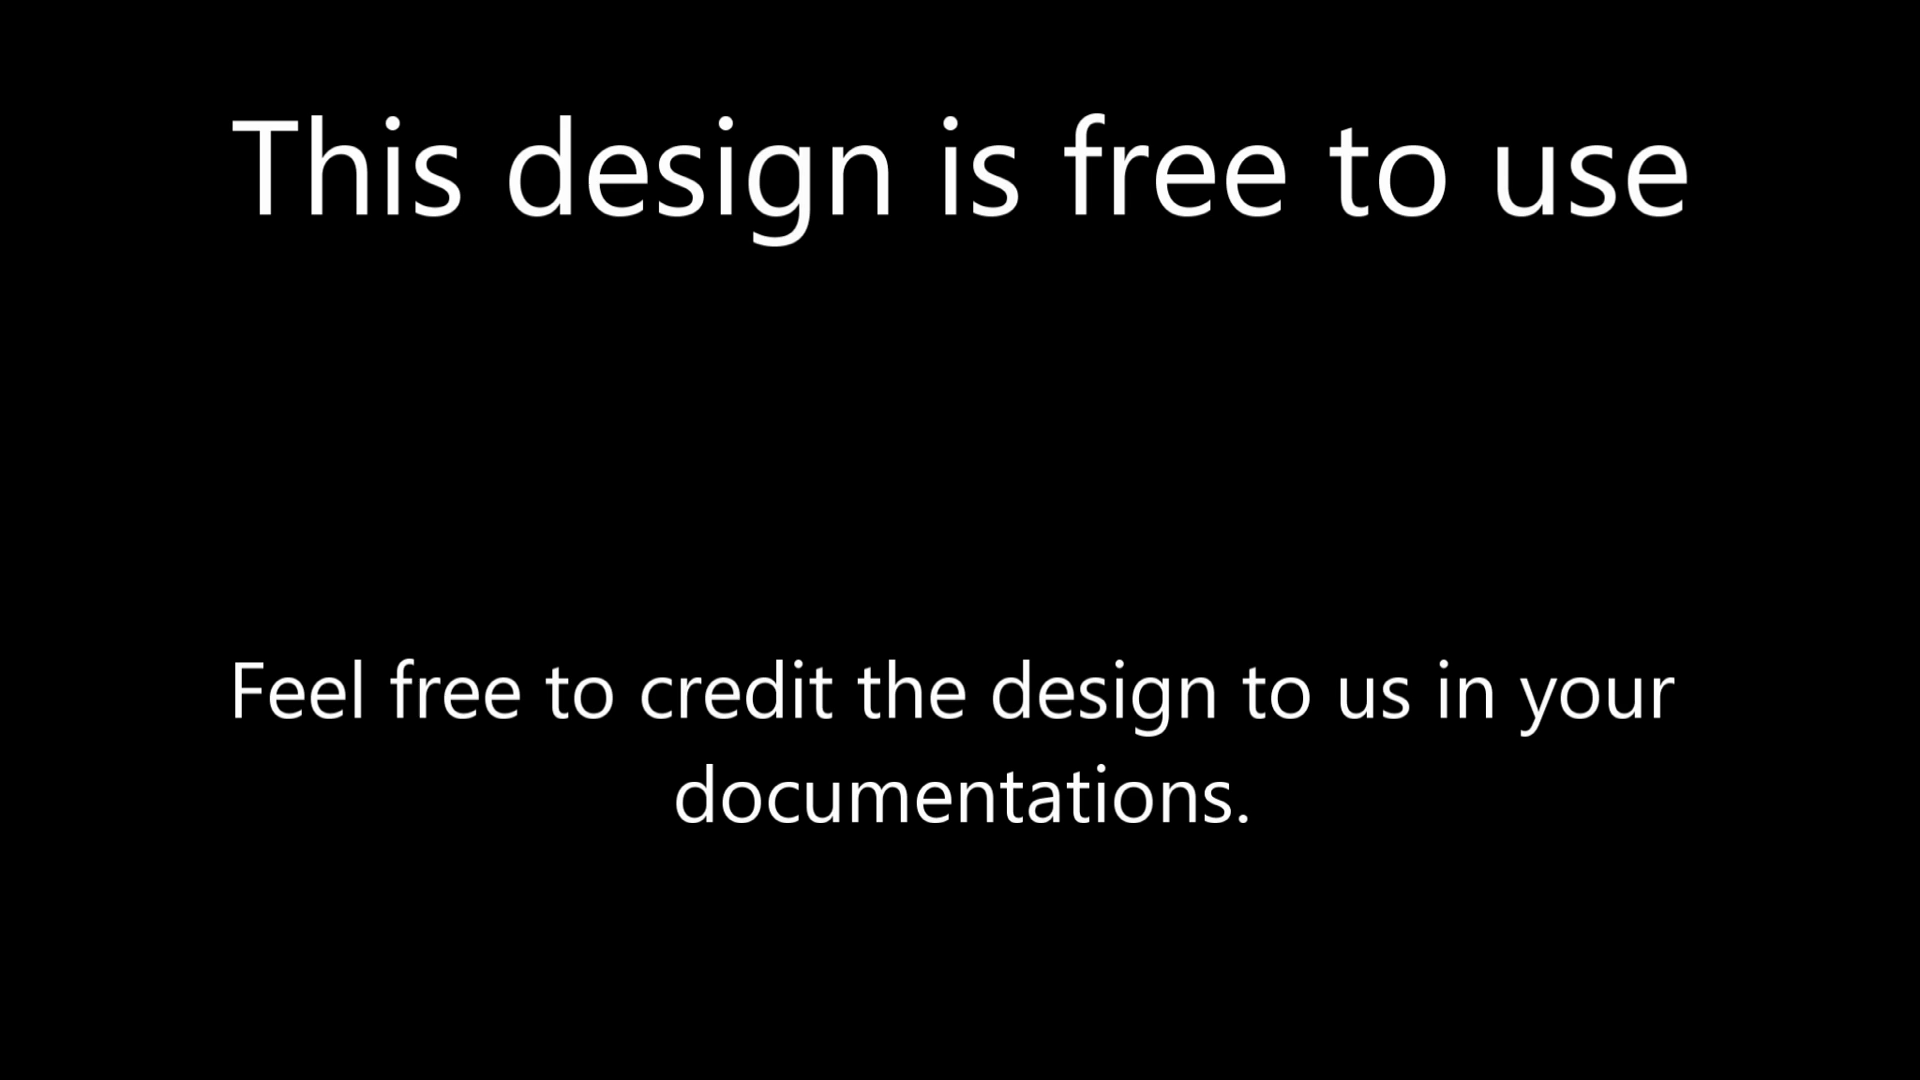 This design is free to use
Feel free to credit the design to us in your
documentations.